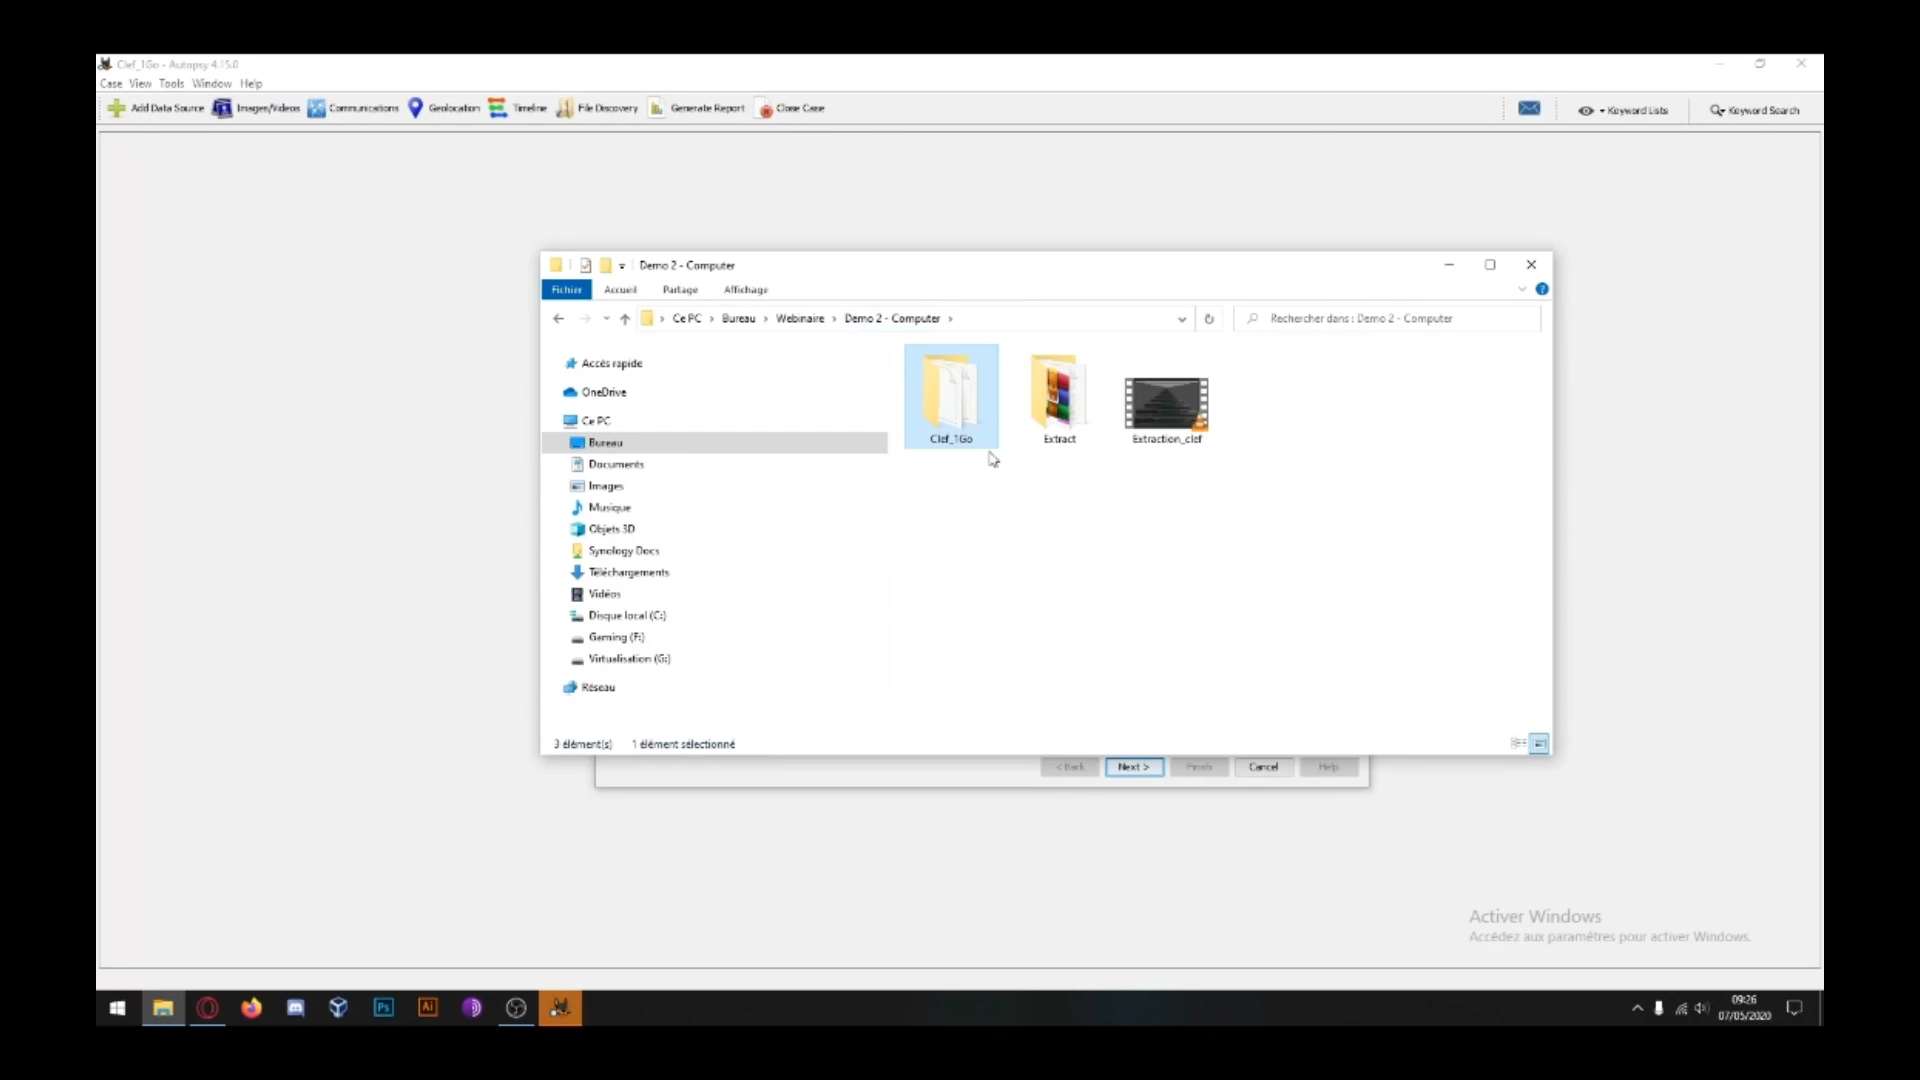 Clef_1Go - Autopsy 4.15.0
Case View Tools Window Help
Add Data Source Images/Videos Communications Geolocation Timeline File Discovery Generate Report Close Case Keyword Lists Keyword Search
Demo 2 - Computer
Fichier Accueil Partage Affichage
Ce PC › Bureau › Webinaire › Demo 2 - Computer ›
Rechercher dans : Demo 2 - Computer
Accès rapide
OneDrive
Ce PC
Bureau
Documents
Images
Musique
Objets 3D
Synology Docs
Téléchargements
Vidéos
Disque local (C:)
Gaming (F:)
Virtualisation (G:)
Réseau
Clef_1Go
Extract
Extraction_clef
3 élément(s) 1 élément sélectionné
< Back Next > Finish Cancel Help
Activer Windows
Accédez aux paramètres pour activer Windows.
Ps Ai
09:26
07/05/2020